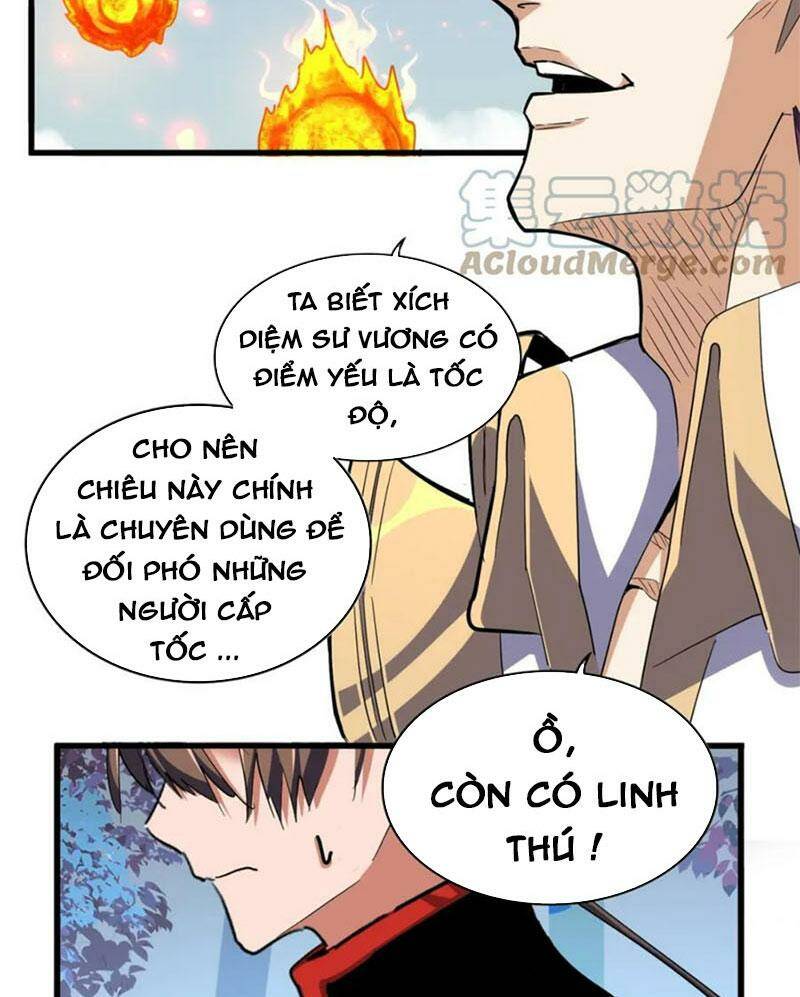 集云数据
ACloudMerge.com
TA BIẾT XÍCH
DIỆM SƯ VƯƠNG CÓ
ĐIỂM YẾU LÀ TỐC
ĐỘ,
CHO NÊN
CHIÊU NÀY CHÍNH
LÀ CHUYÊN DÙNG ĐỂ
ĐỐI PHÓ NHỮNG
NGƯỜI CẤP
TỐC ...
Ồ,
CÒN CÓ LINH
THÚ !